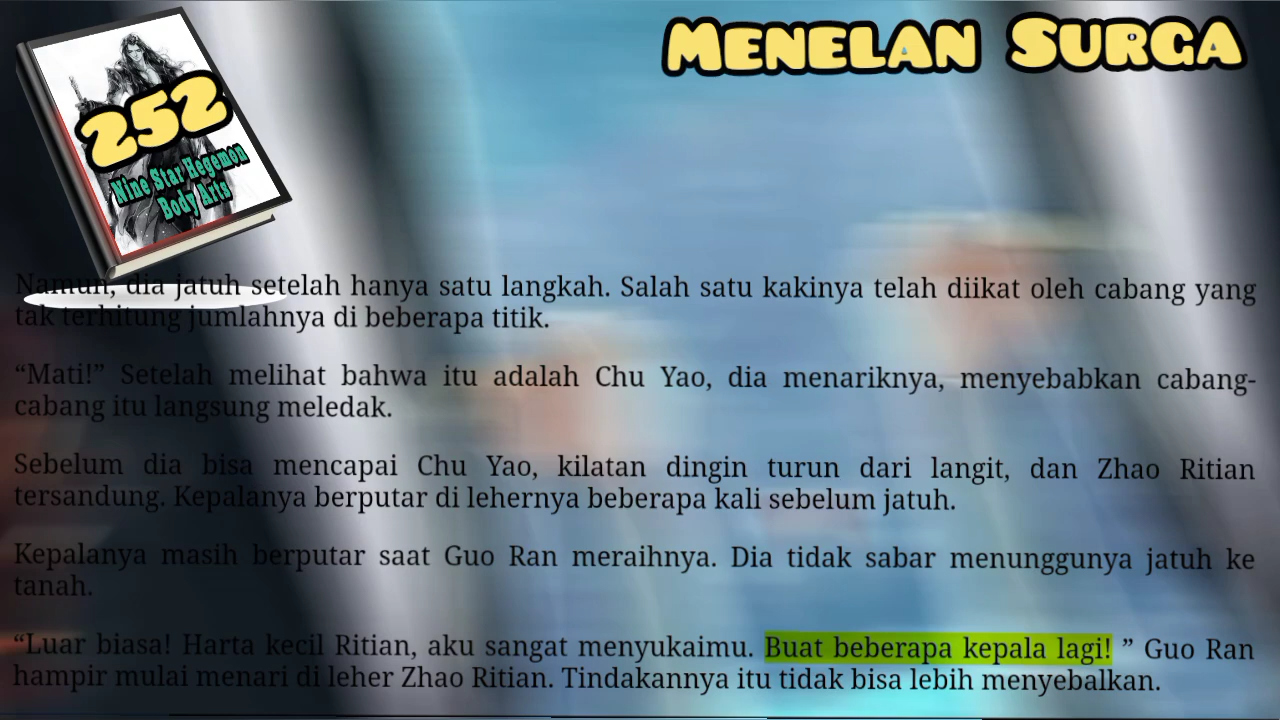 Menelan Surga
252
Nine Star Hegemon
Body Arts
Namun, dia jatuh setelah hanya satu langkah. Salah satu kakinya telah diikat oleh cabang yang
tak terhitung jumlahnya di beberapa titik.
“Mati!” Setelah melihat bahwa itu adalah Chu Yao, dia menariknya, menyebabkan cabang-
cabang itu langsung meledak.
Sebelum dia bisa mencapai Chu Yao, kilatan dingin turun dari langit, dan Zhao Ritian
tersandung. Kepalanya berputar di lehernya beberapa kali sebelum jatuh.
Kepalanya masih berputar saat Guo Ran meraihnya. Dia tidak sabar menunggunya jatuh ke
tanah.
“Luar biasa! Harta kecil Ritian, aku sangat menyukaimu. Buat beberapa kepala lagi! ” Guo Ran
hampir mulai menari di leher Zhao Ritian. Tindakannya itu tidak bisa lebih menyebalkan.